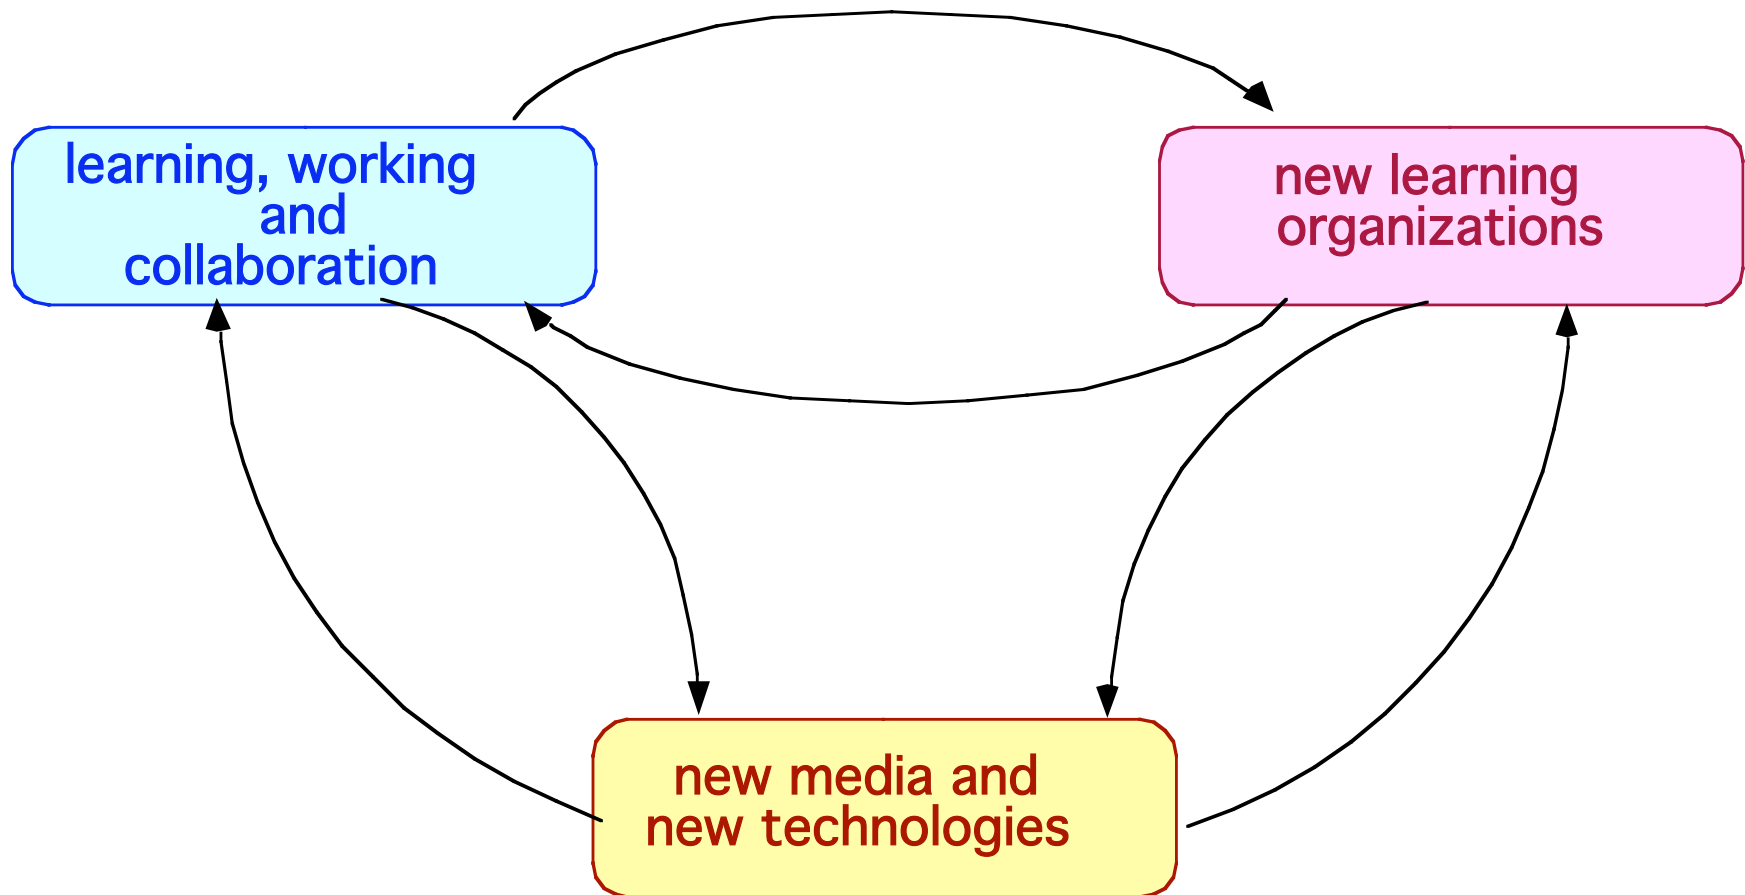 learning, working
and
collaboration
new learning
organizations
new media and
new technologies